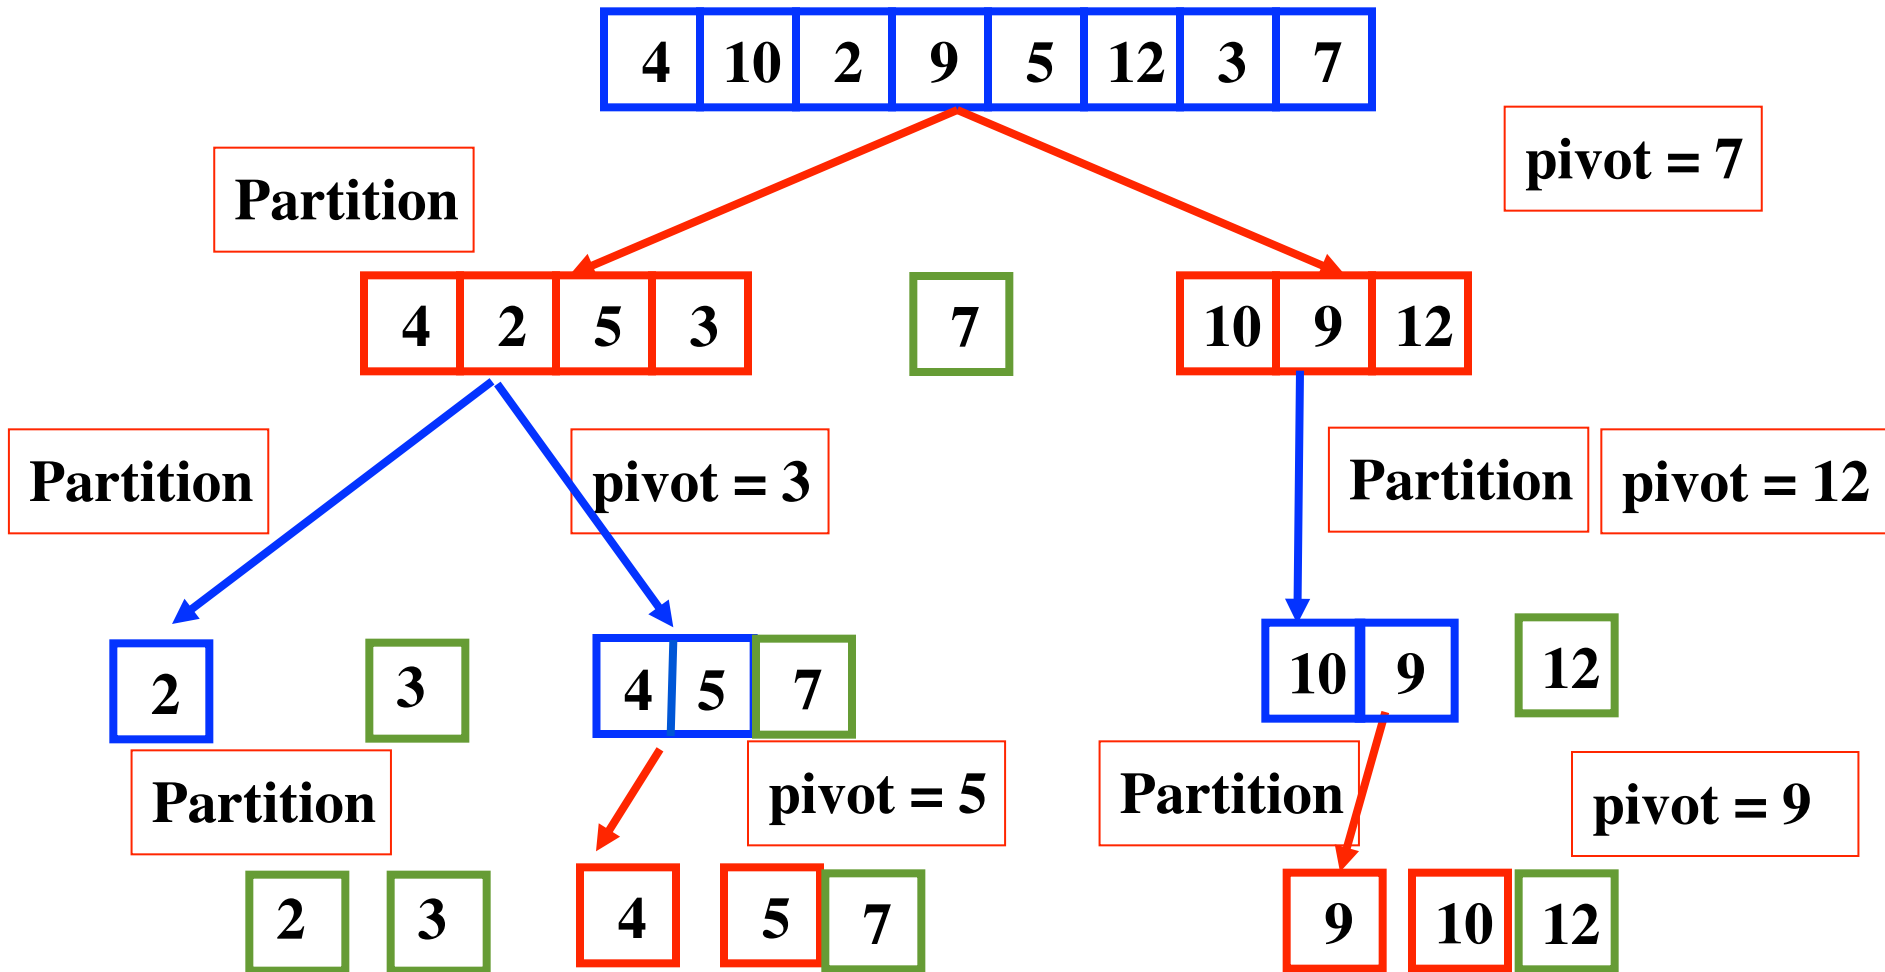 4 10 2 9 5 12 3 7
pivot = 7
Partition
4 2 5 3
7
10 9 12
Partition
pivot = 3
Partition
pivot = 12
2
3
4 5 7
10 9
12
Partition
pivot = 5
Partition
pivot = 9
2
3
4
5 7
9
10 12